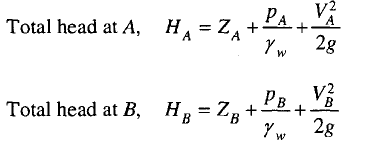 Total head at A, H_A = Z_A + p_A/γ_w + V_A^2/2g
Total head at B, H_B = Z_B + p_B/γ_w + V_B^2/2g